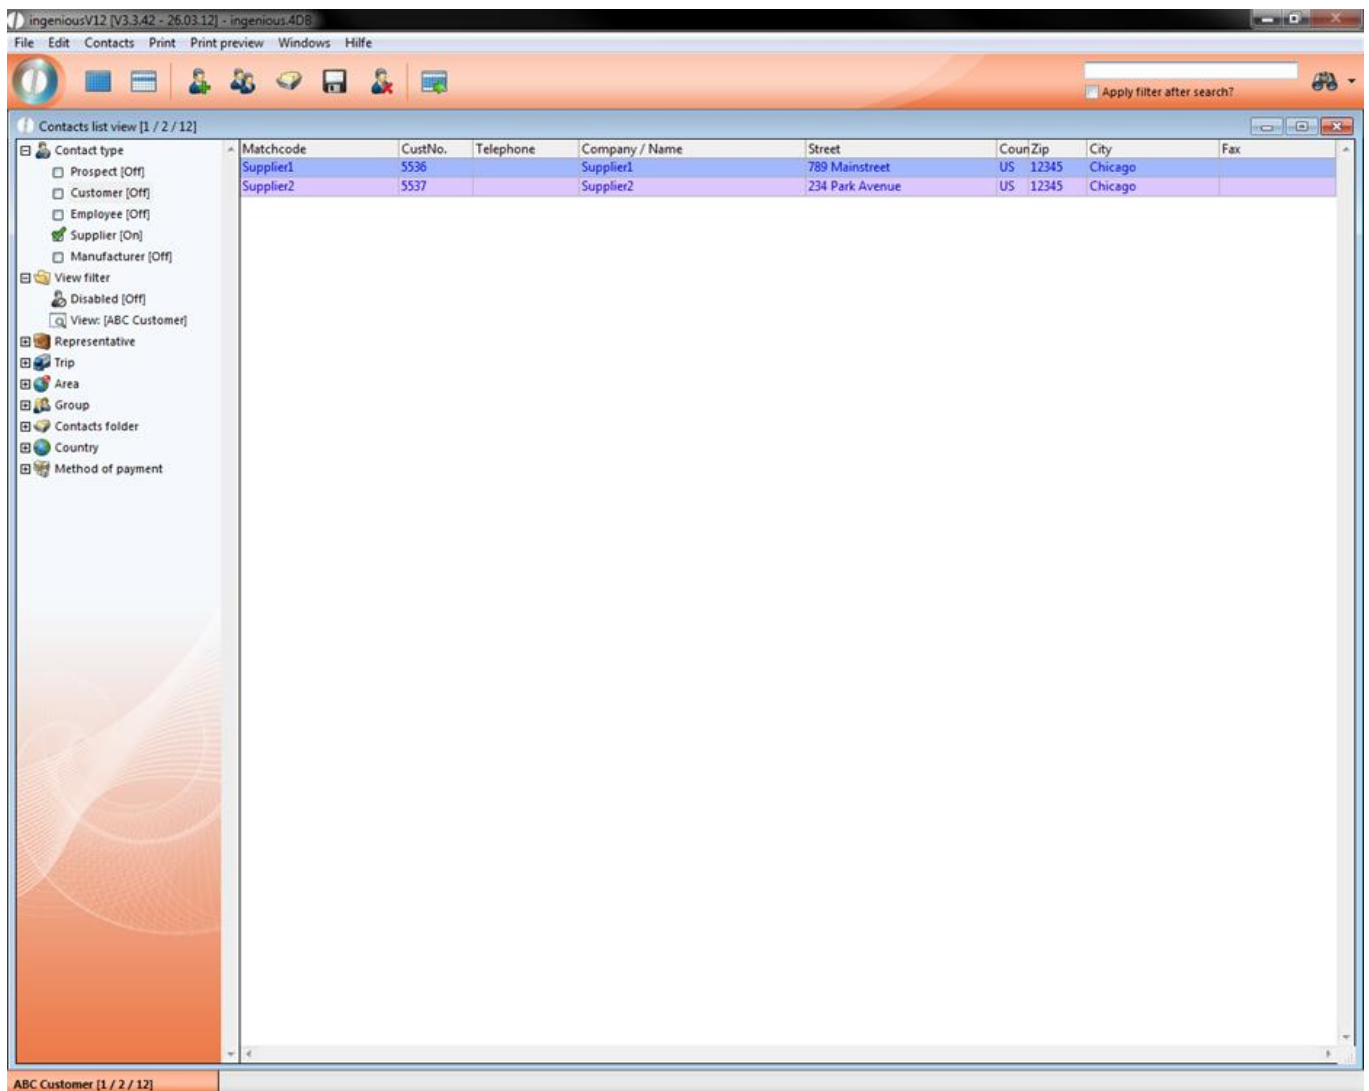 ingeniousV12 [V3.3.42 - 26.03.12] - ingenious.4DB
File Edit Contacts Print Print preview Windows Hilfe
Apply filter after search?
Contacts list view [1 / 2 / 12]
Contact type
Prospect [Off]
Customer [Off]
Employee [Off]
Supplier [On]
Manufacturer [Off]
View filter
Disabled [Off]
View: [ABC Customer]
Representative
Trip
Area
Group
Contacts folder
Country
Method of payment
Matchcode CustNo. Telephone Company / Name Street Coun Zip City Fax
Supplier1 5536 Supplier1 789 Mainstreet US 12345 Chicago
Supplier2 5537 Supplier2 234 Park Avenue US 12345 Chicago
ABC Customer [1 / 2 / 12]